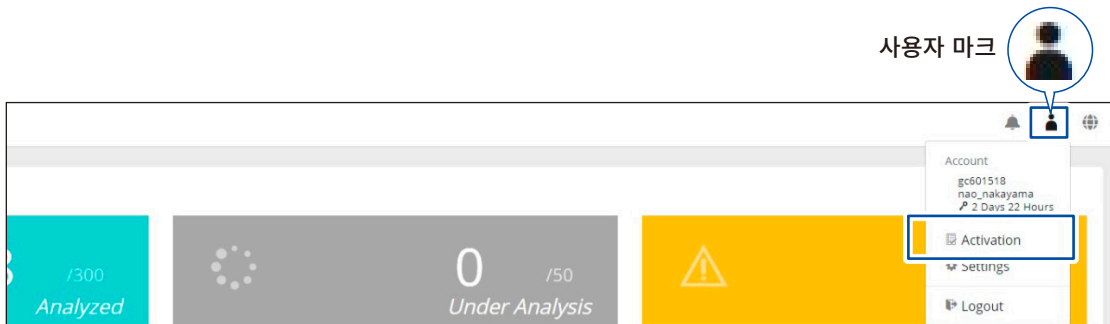 사용자 마크
Account
gc601518
nao_nakayama
2 Days 22 Hours
Activation
Settings
Logout
/300
Analyzed
0 /50
Under Analysis